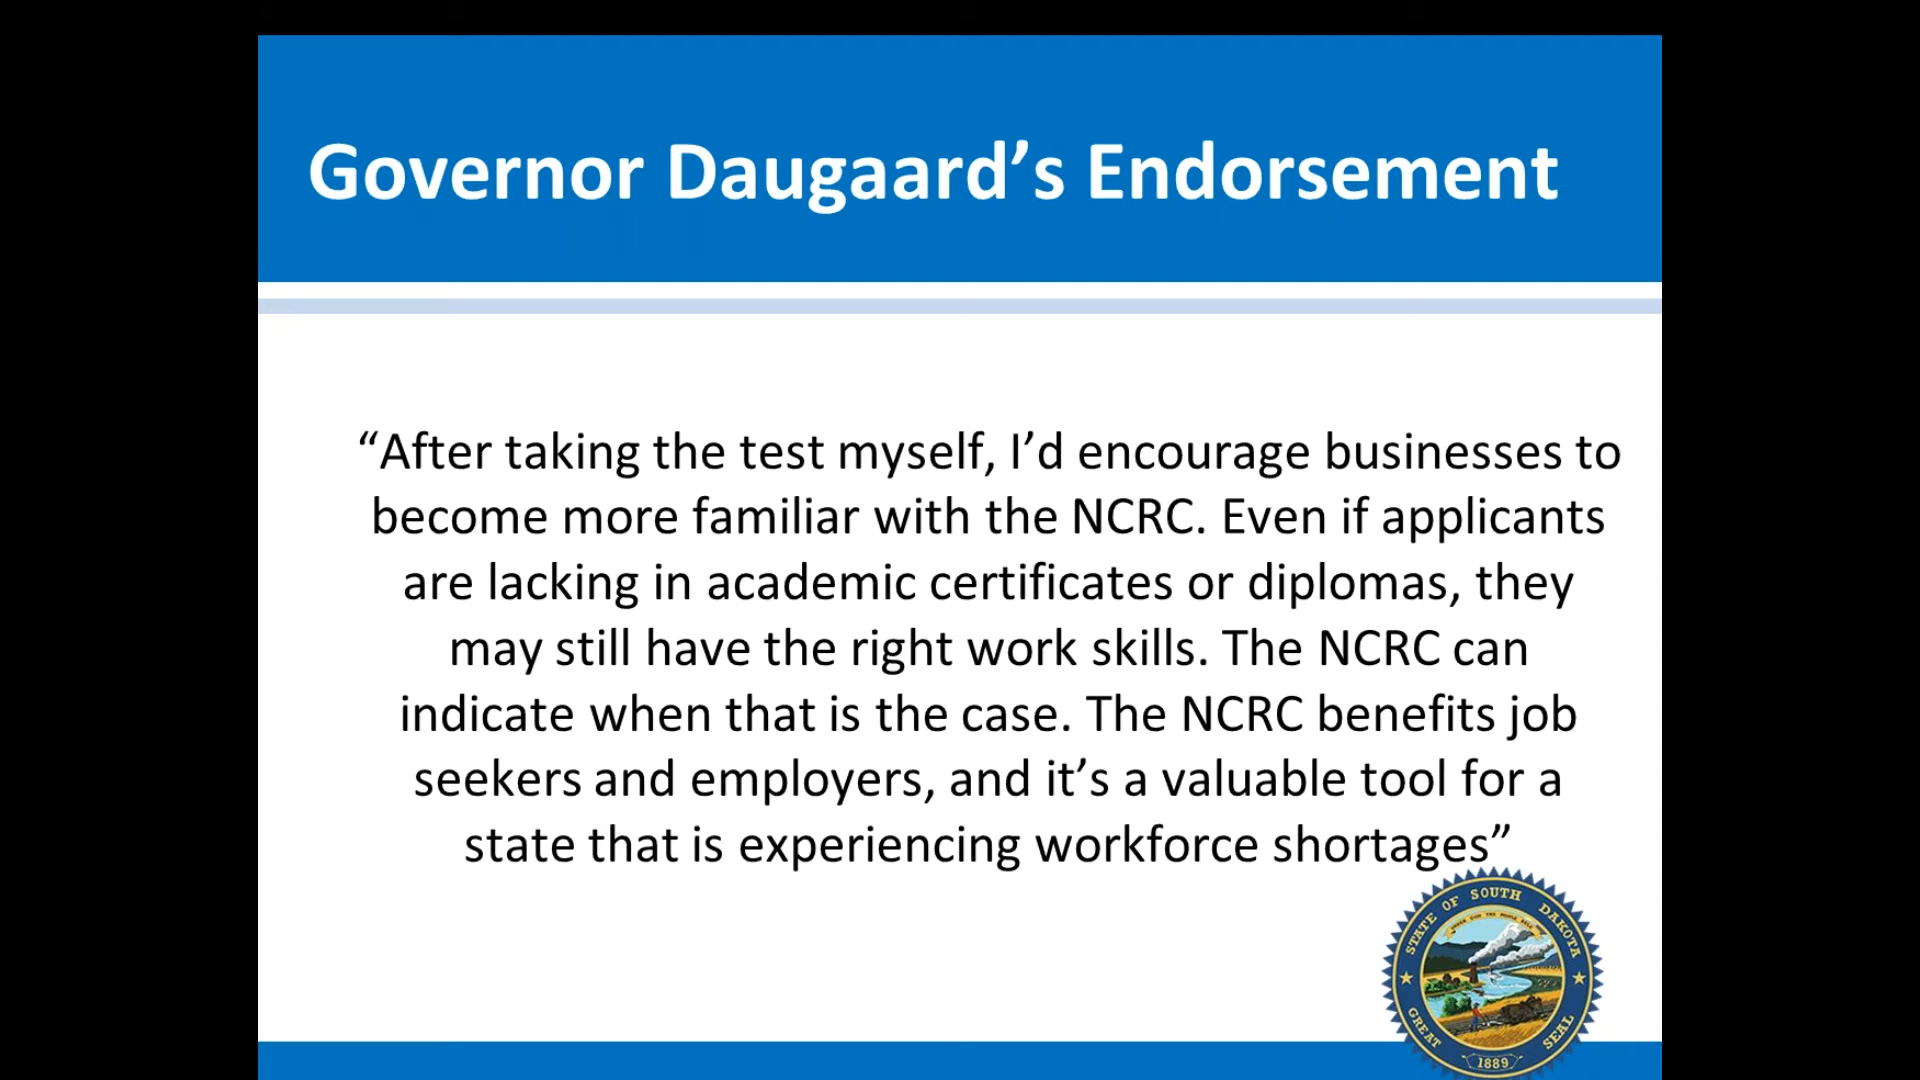 Governor Daugaard’s Endorsement
“After taking the test myself, I’d encourage businesses to
become more familiar with the NCRC. Even if applicants
are lacking in academic certificates or diplomas, they
may still have the right work skills. The NCRC can
indicate when that is the case. The NCRC benefits job
seekers and employers, and it’s a valuable tool for a
state that is experiencing workforce shortages”
STATE OF SOUTH DAKOTA
GREAT SEAL
1889